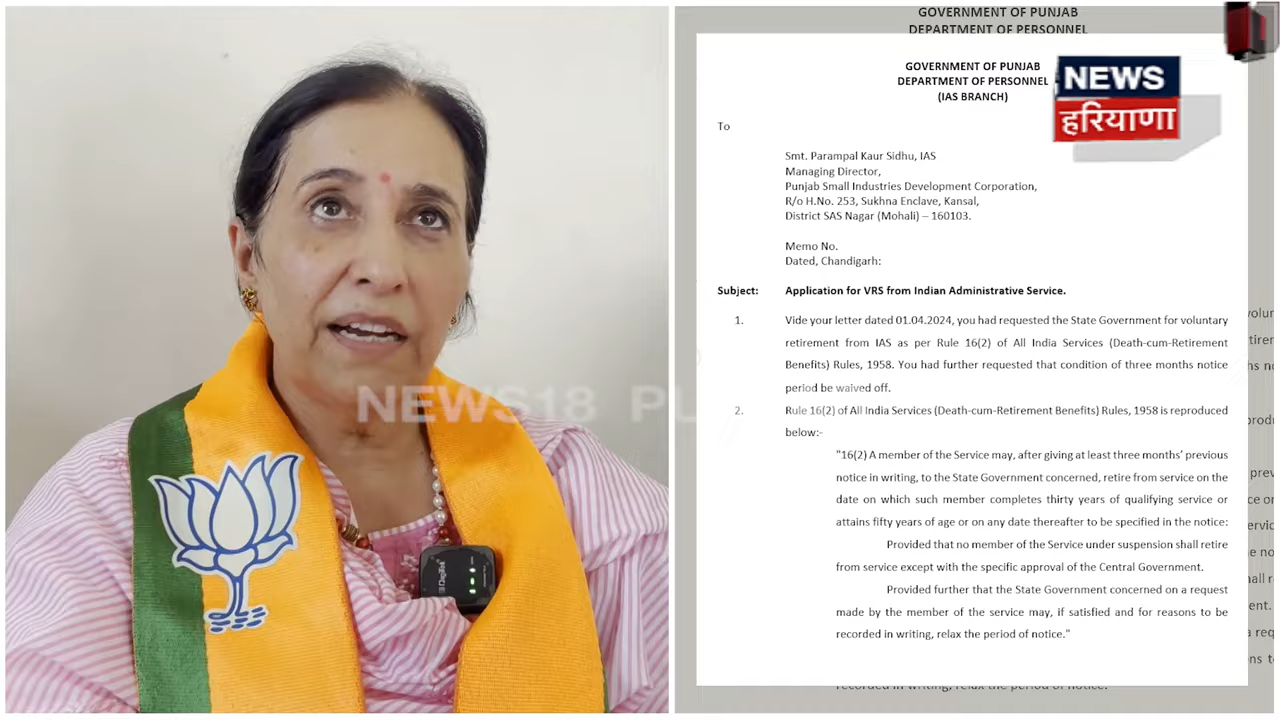 GOVERNMENT OF PUNJAB
DEPARTMENT OF PERSONNEL
GOVERNMENT OF PUNJAB
DEPARTMENT OF PERSONNEL
(IAS BRANCH)
NEWS
हरियाणा
To
Smt. Parampal Kaur Sidhu, IAS
Managing Director,
Punjab Small Industries Development Corporation,
R/o H.No. 253, Sukhna Enclave, Kansal,
District SAS Nagar (Mohali) – 160103.
Memo No.
Dated, Chandigarh:
Subject: Application for VRS from Indian Administrative Service.
1. Vide your letter dated 01.04.2024, you had requested the State Government for voluntary
retirement from IAS as per Rule 16(2) of All India Services (Death-cum-Retirement
Benefits) Rules, 1958. You had further requested that condition of three months notice
period be waived off.
2. Rule 16(2) of All India Services (Death-cum-Retirement Benefits) Rules, 1958 is reproduced
below:-
"16(2) A member of the Service may, after giving at least three months' previous
notice in writing, to the State Government concerned, retire from service on the
date on which such member completes thirty years of qualifying service or
attains fifty years of age or on any date thereafter to be specified in the notice:
Provided that no member of the Service under suspension shall retire
from service except with the specific approval of the Central Government.
Provided further that the State Government concerned on a request
made by the member of the service may, if satisfied and for reasons to be
recorded in writing, relax the period of notice."
recorded in writing, relax the period of notice."
NEWS18 PU
DIGITEK